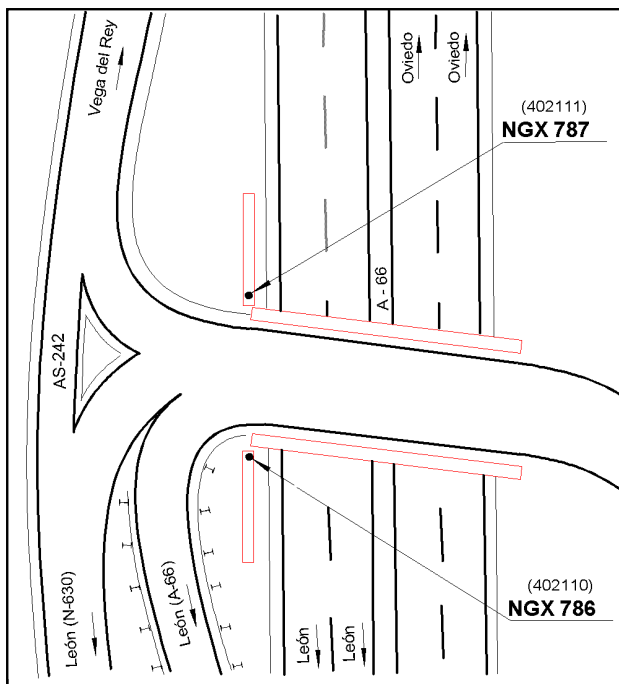 Vega del Rey
Oviedo
Oviedo
(402111)
NGX 787
A - 66
AS-242
León (N-630)
León (A-66)
León
León
(402110)
NGX 786